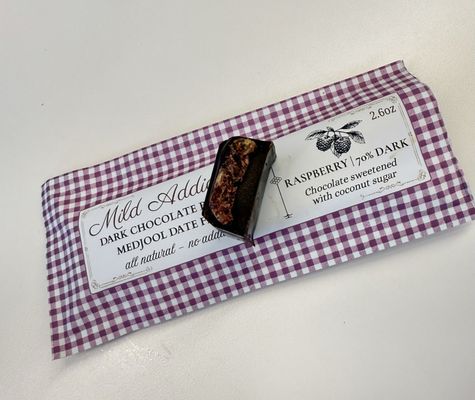 Mild Addi
DARK CHOCOLATE
MEDJOOL DATE
all natural - no add
2.6oz
RASPBERRY | 70% DARK
Chocolate sweetened
with coconut sugar